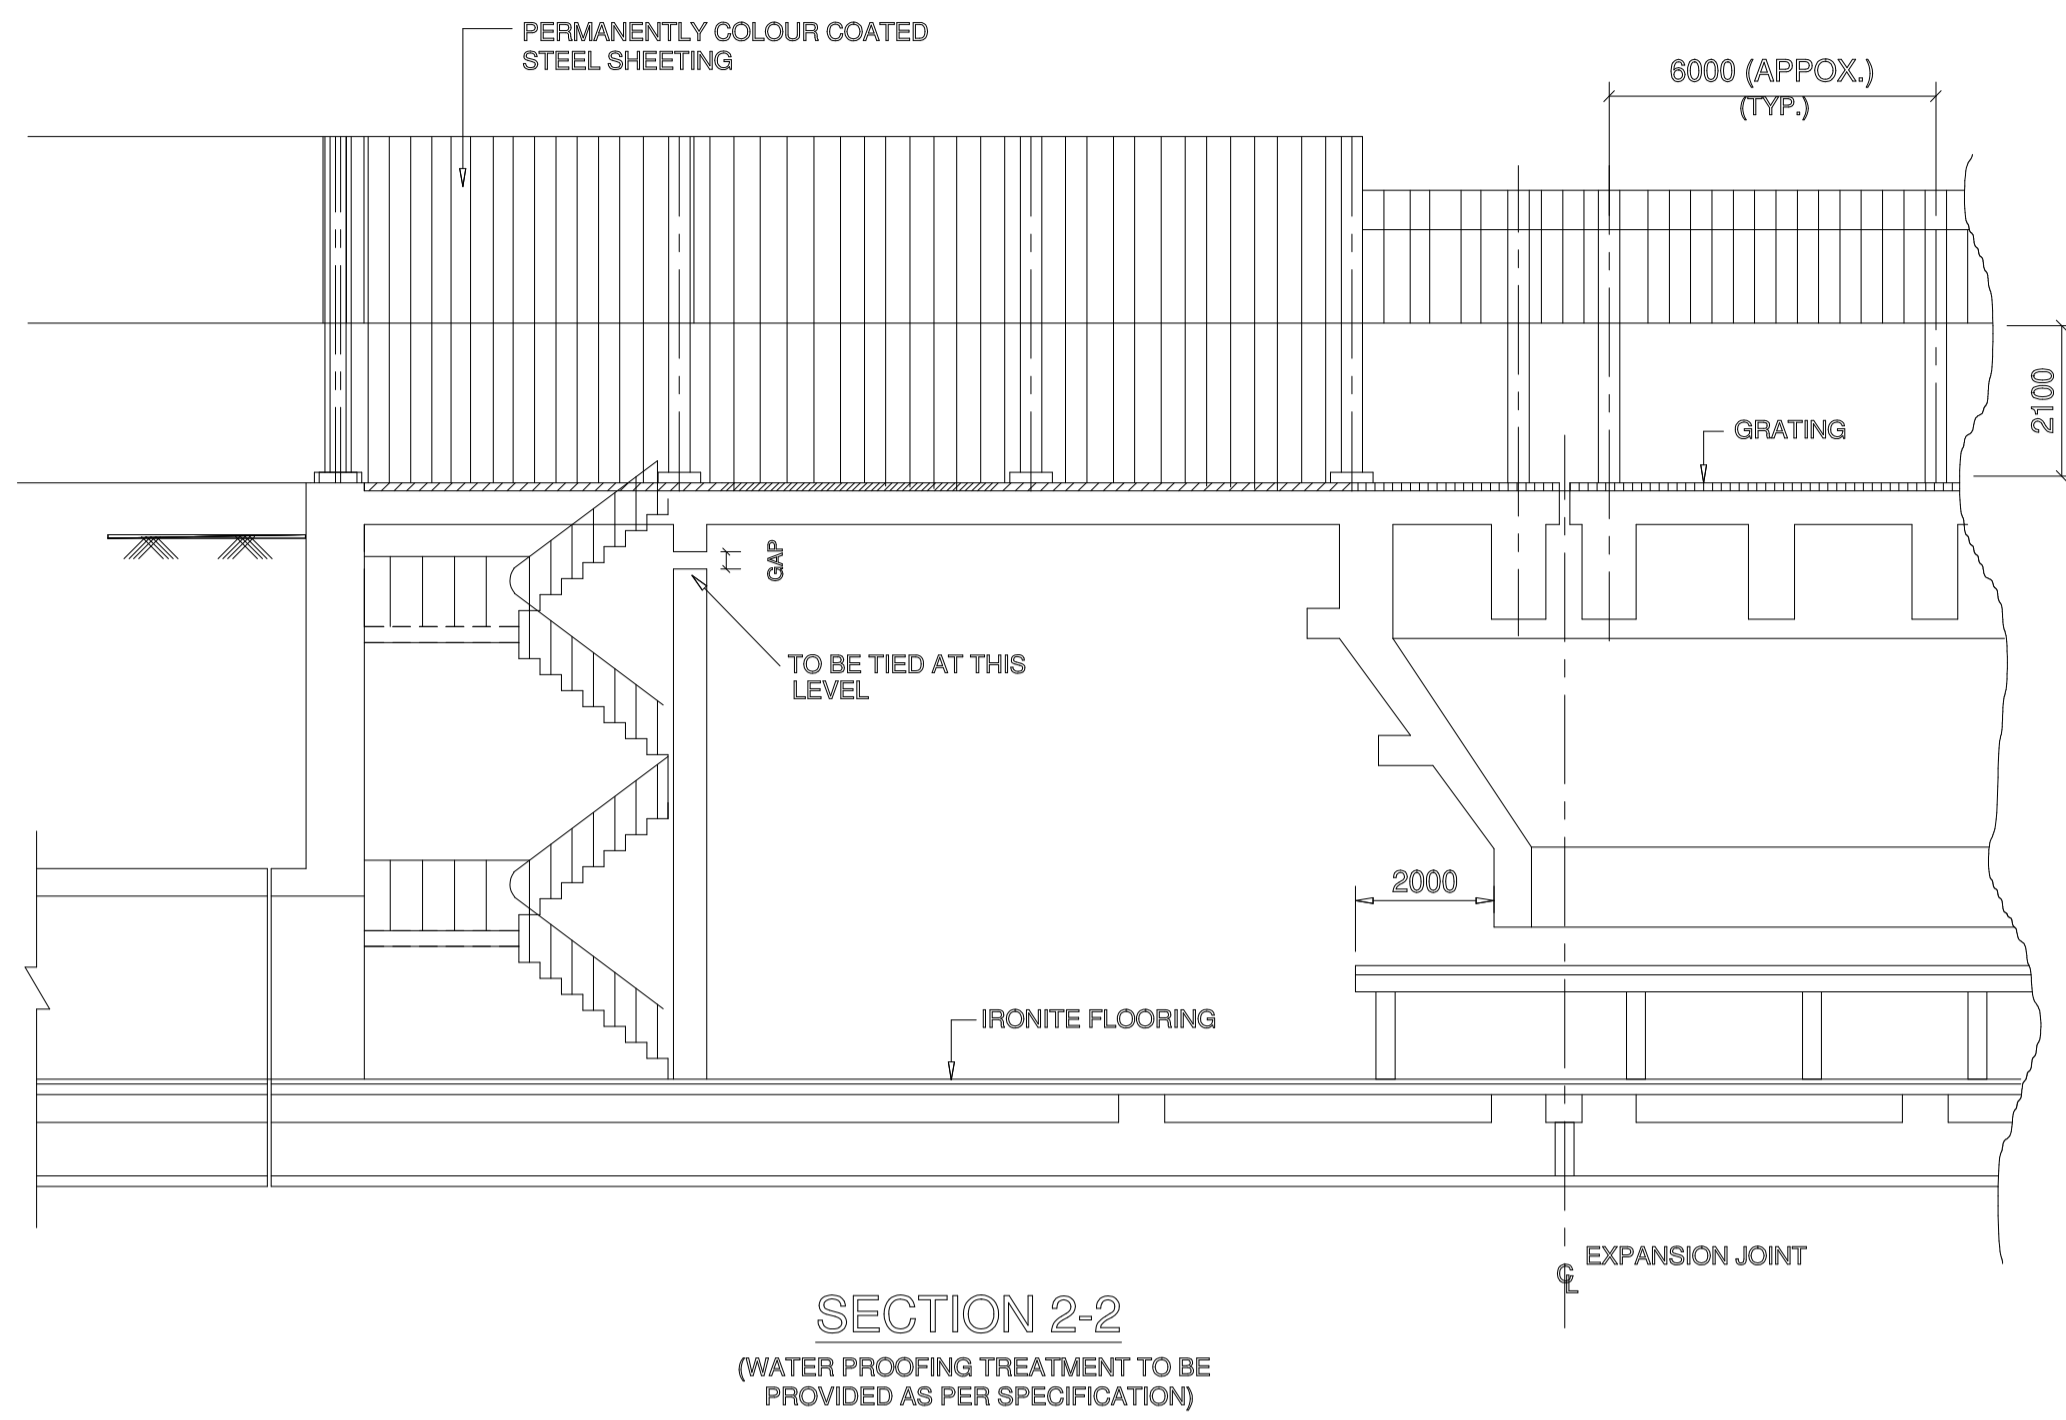 PERMANENTLY COLOUR COATED
STEEL SHEETING
6000 (APPOX.)
(TYP.)
2100
GRATING
GAP
TO BE TIED AT THIS
LEVEL
2000
IRONITE FLOORING
EXPANSION JOINT
℄
SECTION 2-2
(WATER PROOFING TREATMENT TO BE
PROVIDED AS PER SPECIFICATION)